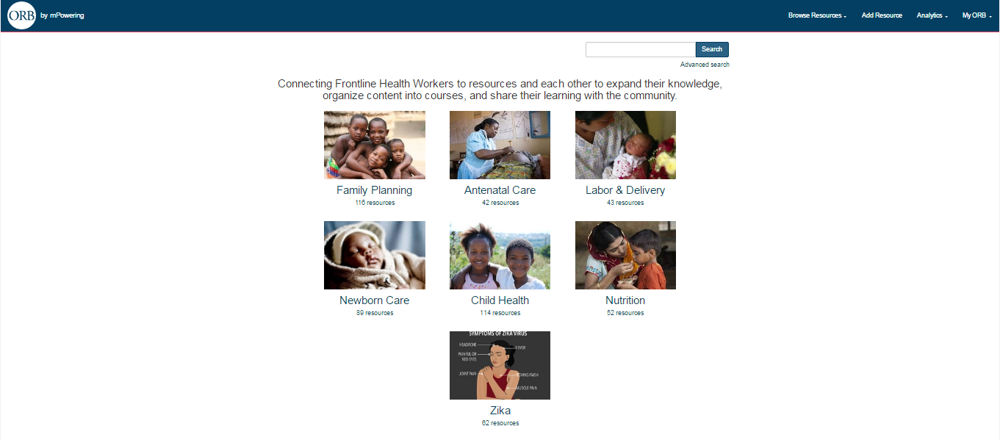 ORB by mPowering
Browse Resources Add Resource Analytics My ORB
Search
Advanced search
Connecting Frontline Health Workers to resources and each other to expand their knowledge,
organize content into courses, and share their learning with the community.
Family Planning
116 resources
Antenatal Care
42 resources
Labor & Delivery
43 resources
Newborn Care
89 resources
Child Health
114 resources
Nutrition
52 resources
SYMPTOMS OF ZIKA VIRUS
HEADACHE
FEVER
PAINFUL OR
RED EYES
JOINT PAIN
ITCHING/RASH
MUSCLE PAIN
Zika
62 resources